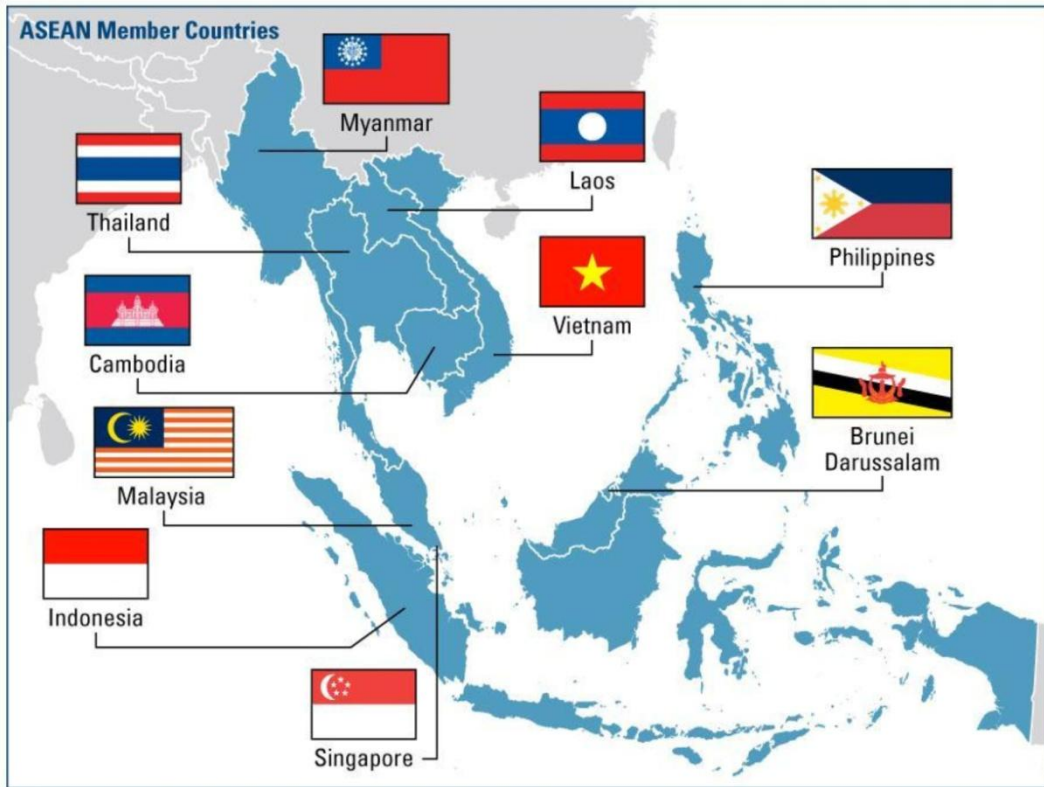 ASEAN Member Countries
Myanmar
Laos
Thailand
Philippines
Vietnam
Cambodia
Brunei
Darussalam
Malaysia
Indonesia
Singapore